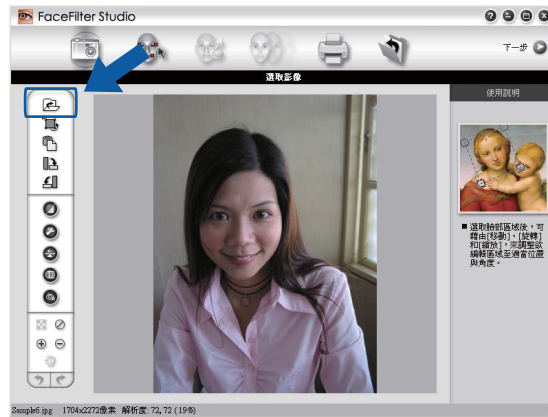 FaceFilter Studio
下一步
選取影像
使用説明
■ 選取臉部區域後，可
藉由[移動]、[旋轉]
和[縮放]，來調整欲
編輯區域至適當位置
與角度。
Sample6.jpg 1704x2272像素 解析度: 72, 72 ( 19%)